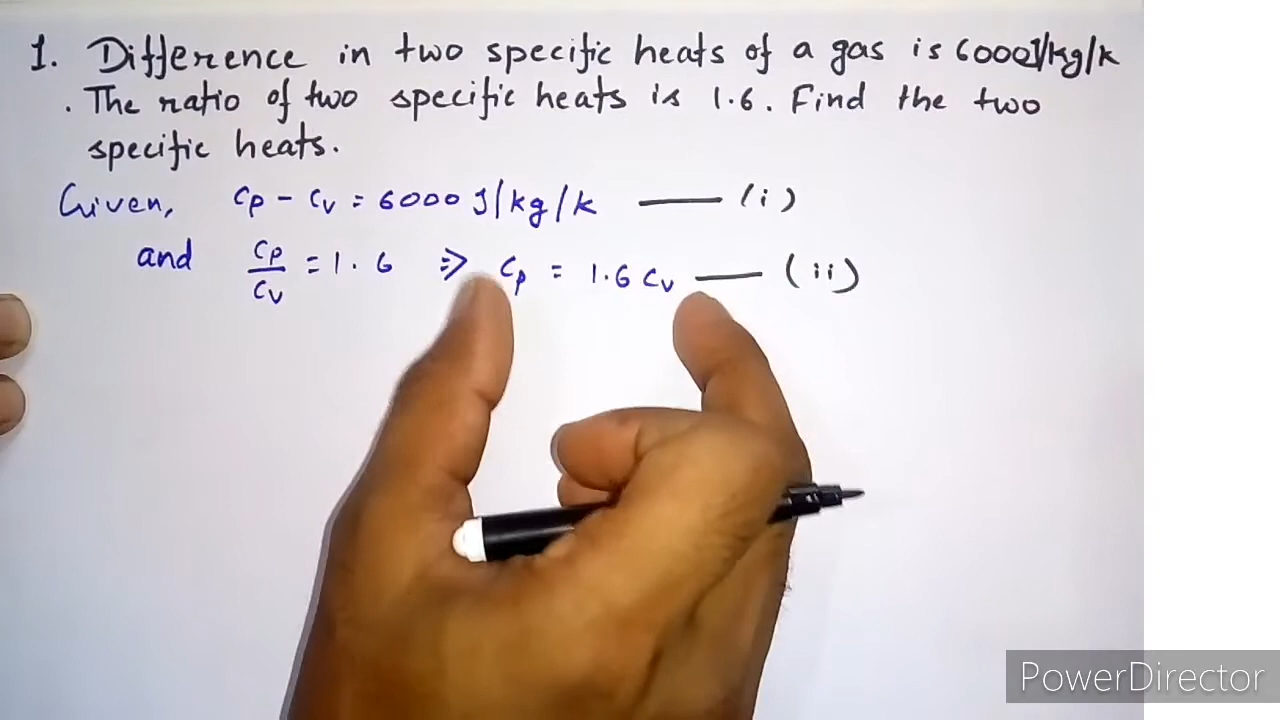 1. Difference in two specific heats of a gas is 6000J/kg/k
. The ratio of two specific heats is 1.6. Find the two
specific heats.
Given, Cp - Cv = 6000 J/kg/k —— (i)
and Cp/Cv = 1.6 ⇒ Cp = 1.6 Cv —— (ii)
PowerDirector